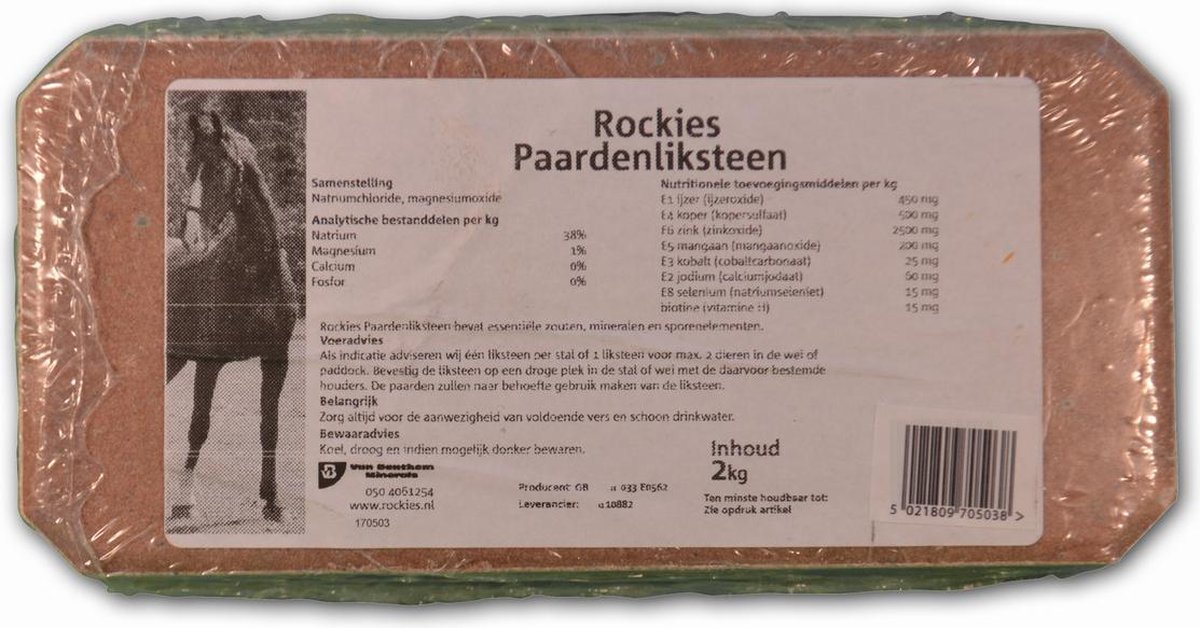 Rockies
Paardenliksteen
Samenstelling
Natriumchloride, magnesiumoxide
Analytische bestanddelen per kg
Natrium 38%
Magnesium 1%
Calcium 0%
Fosfor 0%
Nutritionele toevoegingsmiddelen per kg
E1 ijzer (ijzeroxide) 450 mg
E4 koper (kopersulfaat) 500 mg
E6 zink (zinkoxide) 2500 mg
E5 mangaan (mangaanoxide) 200 mg
E3 kobalt (cobaltcarbonaat) 25 mg
E2 jodium (calciumjodaat) 50 mg
E8 selenium (natriumseleniet) 15 mg
biotine (vitamine H) 15 mg
Rockies Paardenliksteen bevat essentiële zouten, mineralen en sporenelementen.
Voeradvies
Als indicatie adviseren wij één liksteen per stal of 1 liksteen voor max. 2 dieren in de wei of
paddock. Bevestig de liksteen op een droge plek in de stal of wei met de daarvoor bestemde
houders. De paarden zullen naar behoefte gebruik maken van de liksteen.
Belangrijk
Zorg altijd voor de aanwezigheid van voldoende vers en schoon drinkwater.
Bewaaradvies
Koel, droog en indien mogelijk donker bewaren.
VB Van Benthem
Minerals
050 4061254
www.rockies.nl
170503
Producent: GB α 033 E0562
Leverancier: α10882
Inhoud
2kg
Ten minste houdbaar tot:
Zie opdruk artikel
5 021809 705038 >